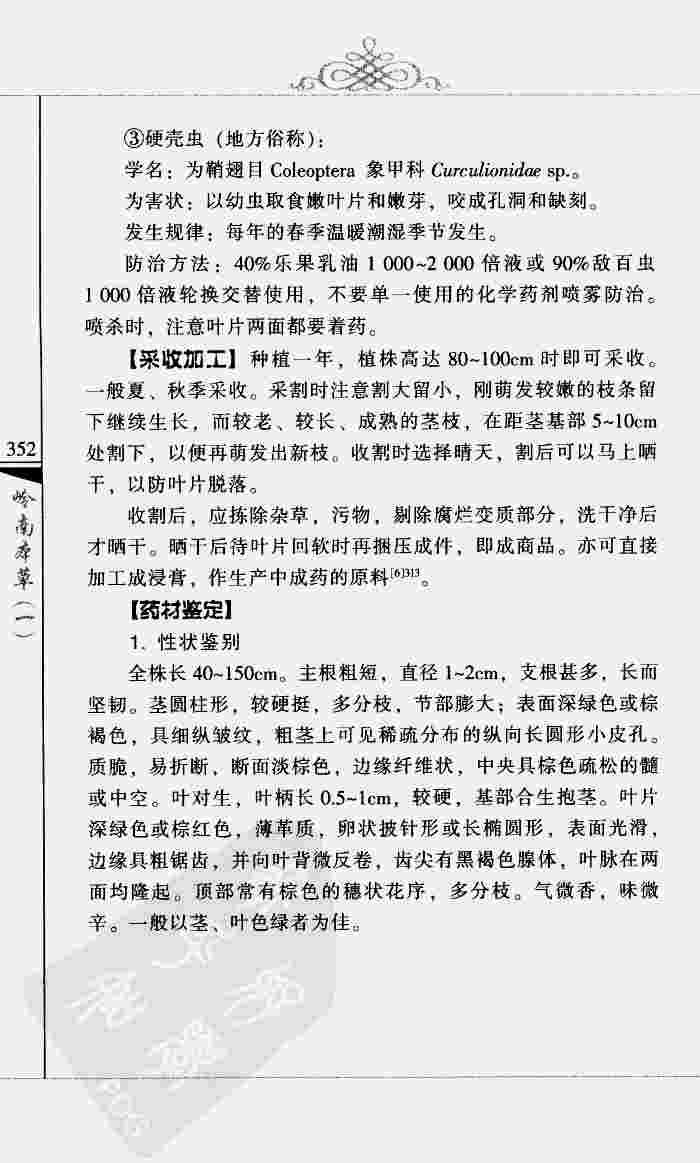 ③硬壳虫（地方俗称）：
学名：为鞘翅目 Coleoptera 象甲科 Curculionidae sp.。
为害状：以幼虫取食嫩叶片和嫩芽，咬成孔洞和缺刻。
发生规律：每年的春季温暖潮湿季节发生。
防治方法：40%乐果乳油 1 000~2 000 倍液或 90%敌百虫
1 000 倍液轮换交替使用，不要单一使用的化学药剂喷雾防治。
喷杀时，注意叶片两面都要着药。
【采收加工】种植一年，植株高达 80~100cm 时即可采收。
一般夏、秋季采收。采割时注意割大留小，刚萌发较嫩的枝条留
下继续生长，而较老、较长、成熟的茎枝，在距茎基部 5~10cm
处割下，以便再萌发出新枝。收割时选择晴天，割后可以马上晒
干，以防叶片脱落。
收割后，应拣除杂草，污物，剔除腐烂变质部分，洗干净后
才晒干。晒干后待叶片回软时再捆压成件，即成商品。亦可直接
加工成浸膏，作生产中成药的原料[6]313。
【药材鉴定】
1. 性状鉴别
全株长 40~150cm。主根粗短，直径 1~2cm，支根甚多，长而
坚韧。茎圆柱形，较硬挺，多分枝，节部膨大；表面深绿色或棕
褐色，具细纵皱纹，粗茎上可见稀疏分布的纵向长圆形小皮孔。
质脆，易折断，断面淡棕色，边缘纤维状，中央具棕色疏松的髓
或中空。叶对生，叶柄长 0.5~1cm，较硬，基部合生抱茎。叶片
深绿色或棕红色，薄革质，卵状披针形或长椭圆形，表面光滑，
边缘具粗锯齿，并向叶背微反卷，齿尖有黑褐色腺体，叶脉在两
面均隆起。顶部常有棕色的穗状花序，多分枝。气微香，味微
辛。一般以茎、叶色绿者为佳。
352
岭南本草（一）